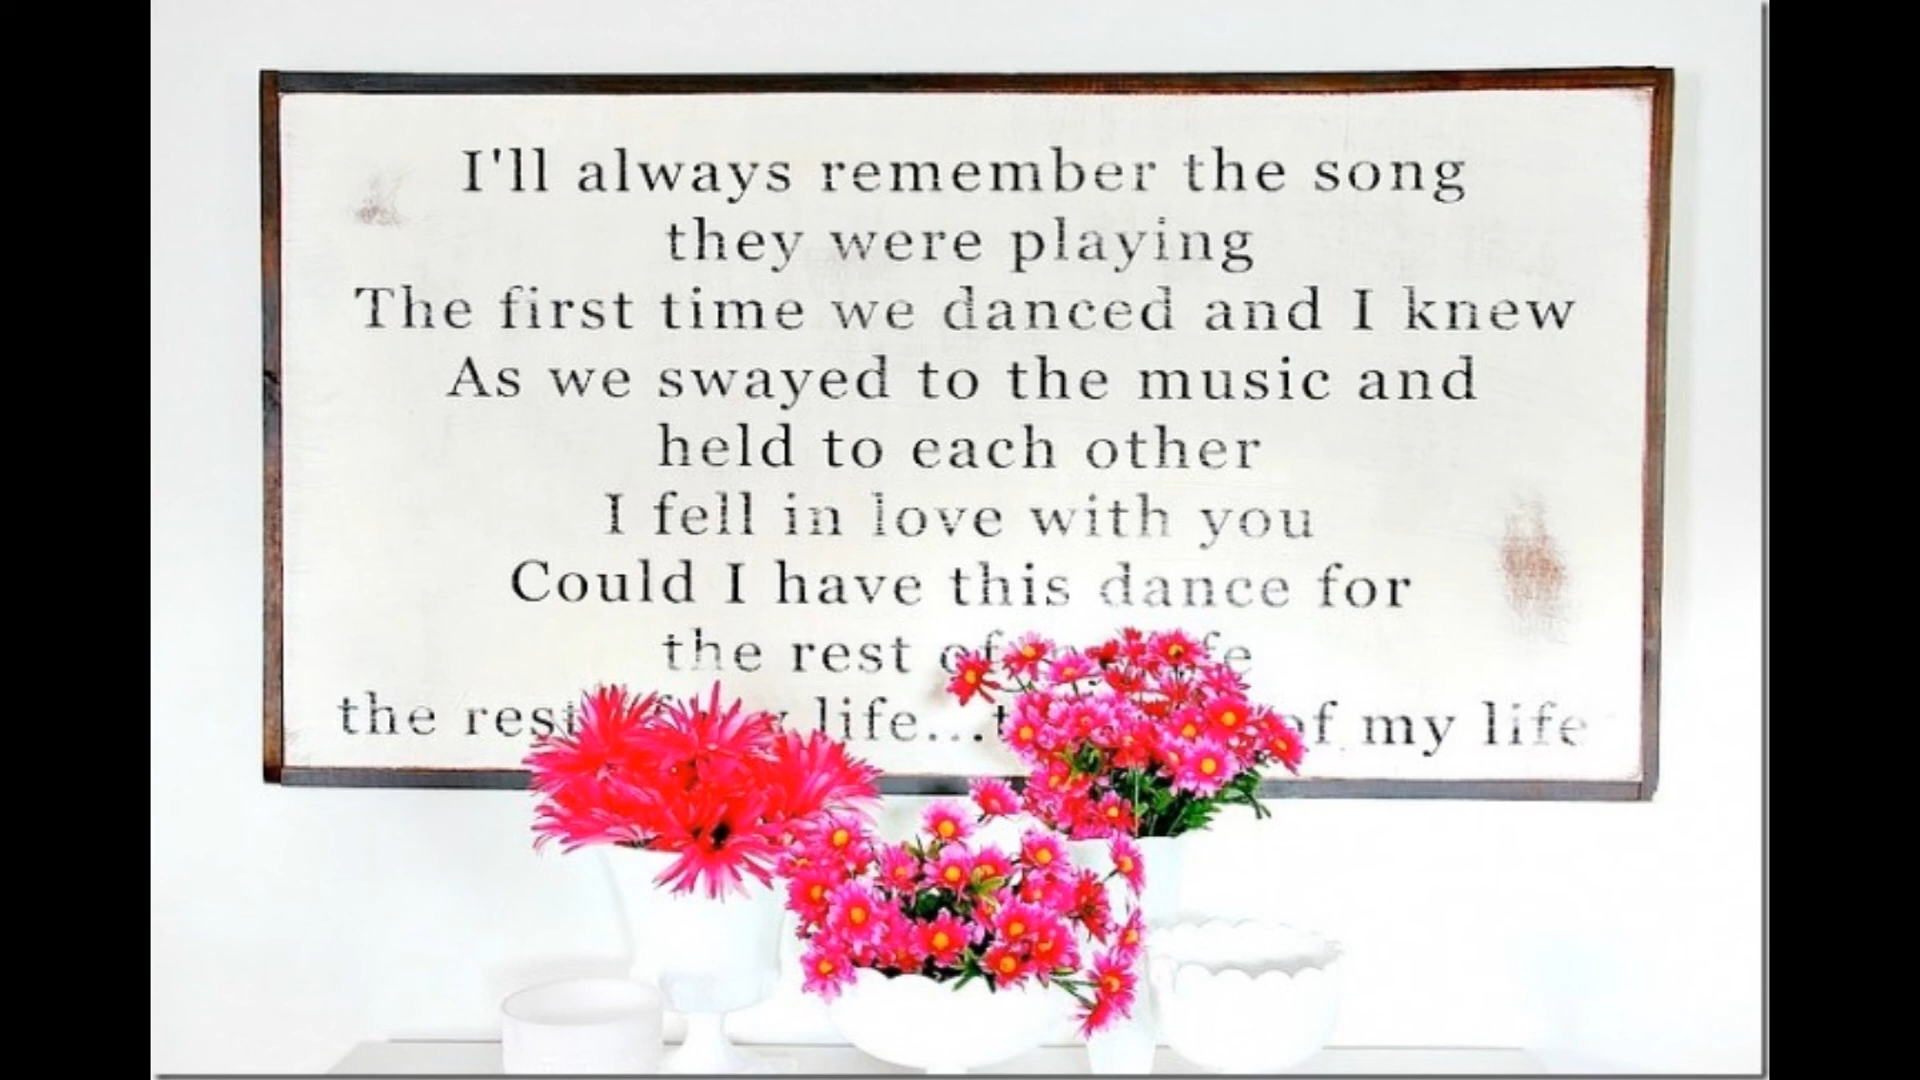 I'll always remember the song
they were playing
The first time we danced and I knew
As we swayed to the music and
held to each other
I fell in love with you
Could I have this dance for
the rest of
the rest life... of my life